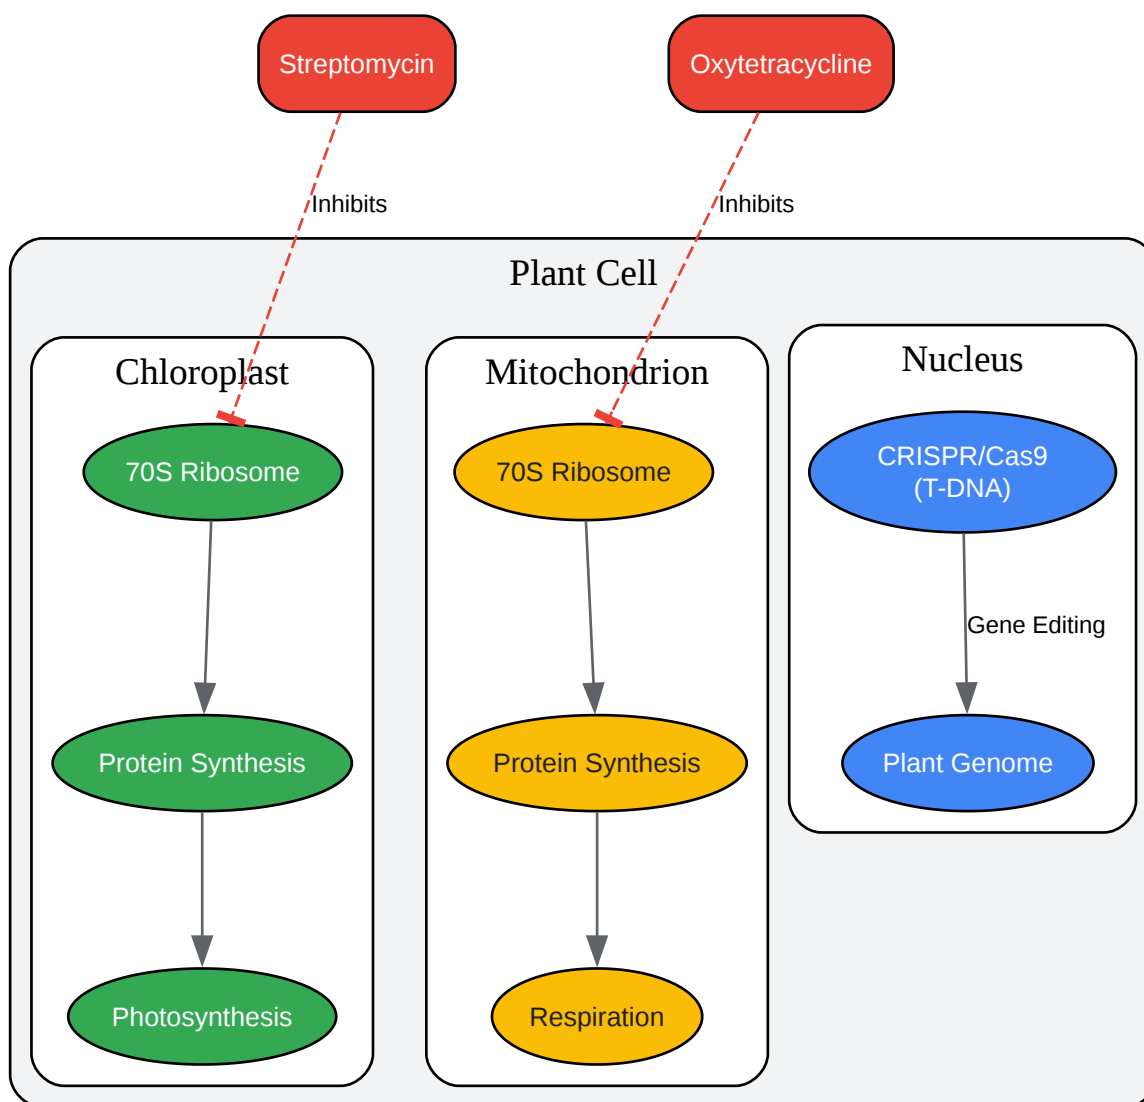 Streptomycin
Oxytetracycline
Inhibits
Inhibits
Plant Cell
Chloroplast
Mitochondrion
Nucleus
70S Ribosome
70S Ribosome
CRISPR/Cas9
(T-DNA)
Gene Editing
Protein Synthesis
Protein Synthesis
Plant Genome
Photosynthesis
Respiration